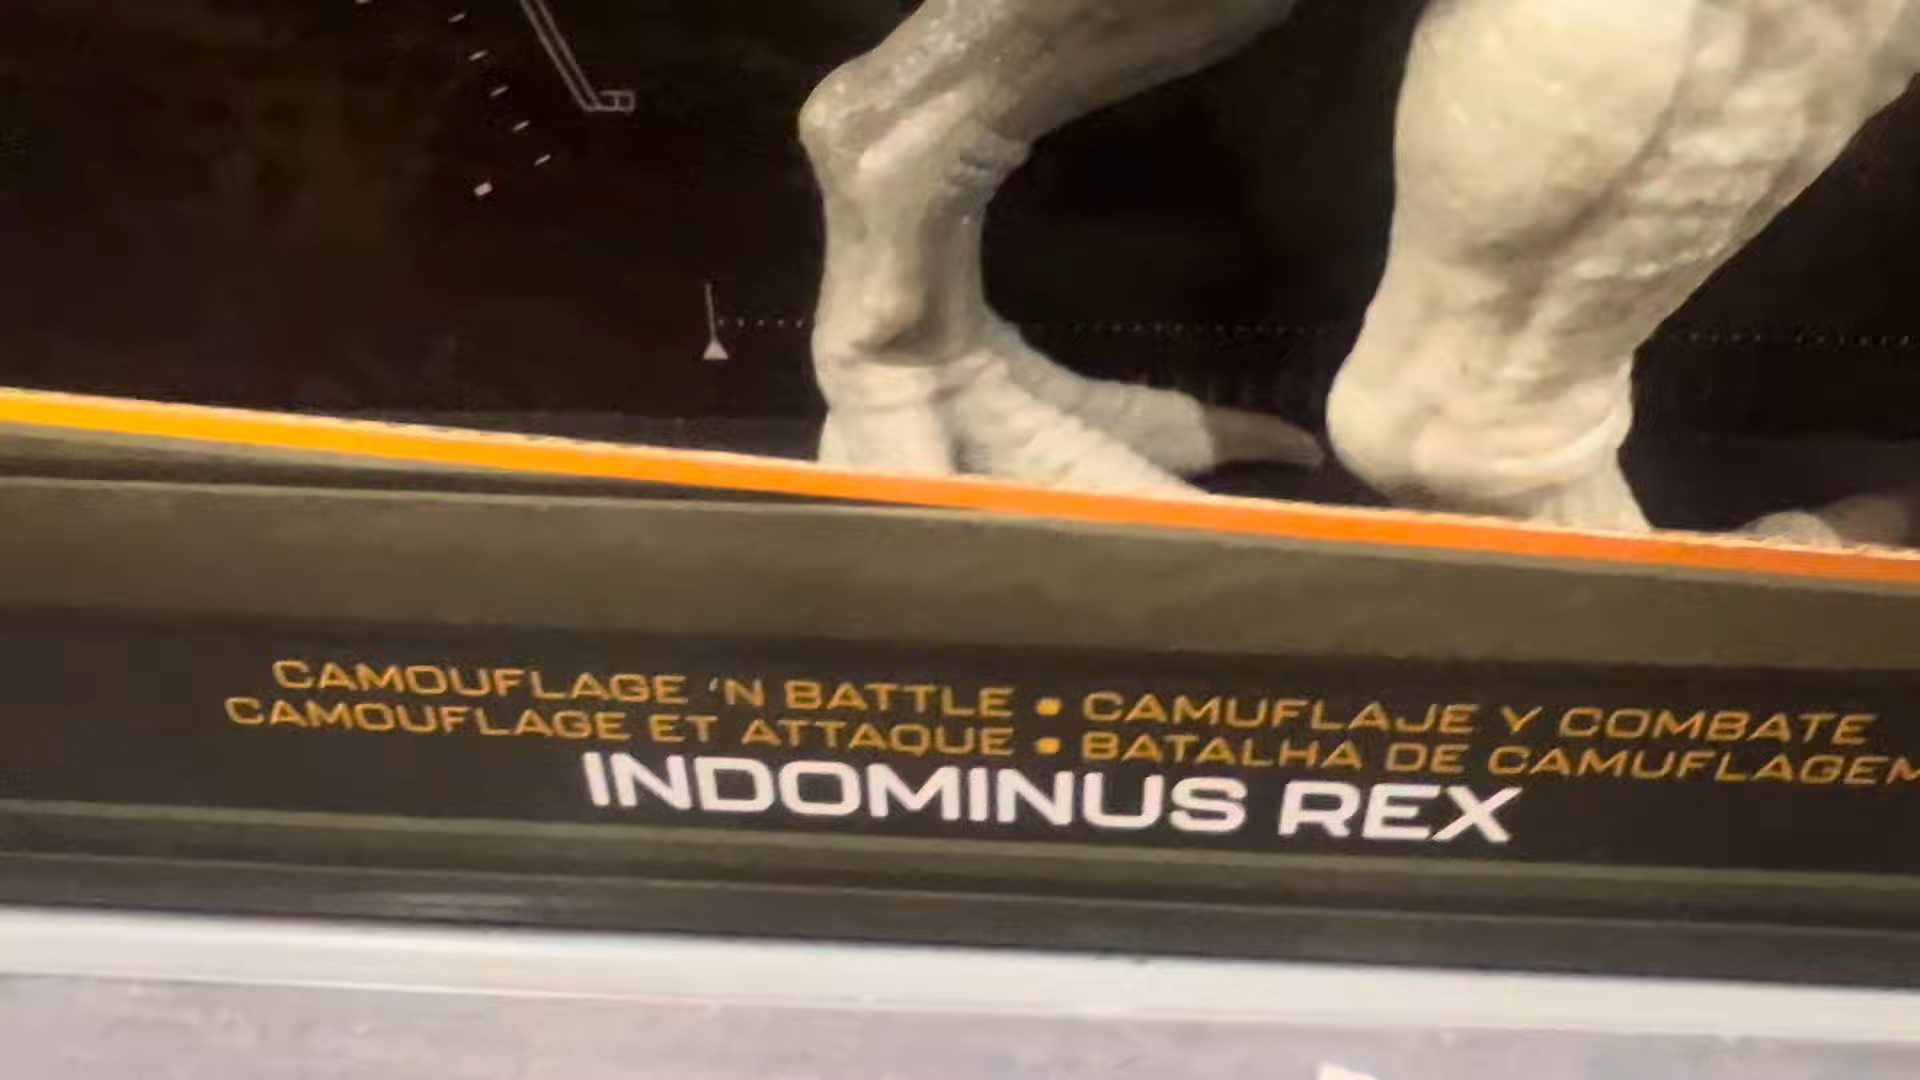 CAMOUFLAGE 'N BATTLE • CAMUFLAJE Y COMBATE
CAMOUFLAGE ET ATTAQUE • BATALHA DE CAMUFLAGEM
INDOMINUS REX